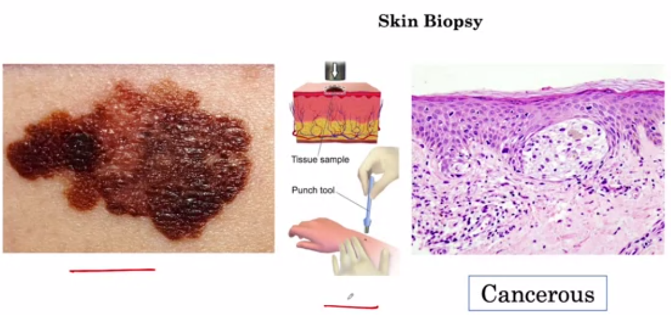 Skin Biopsy
Tissue sample
Punch tool
Cancerous